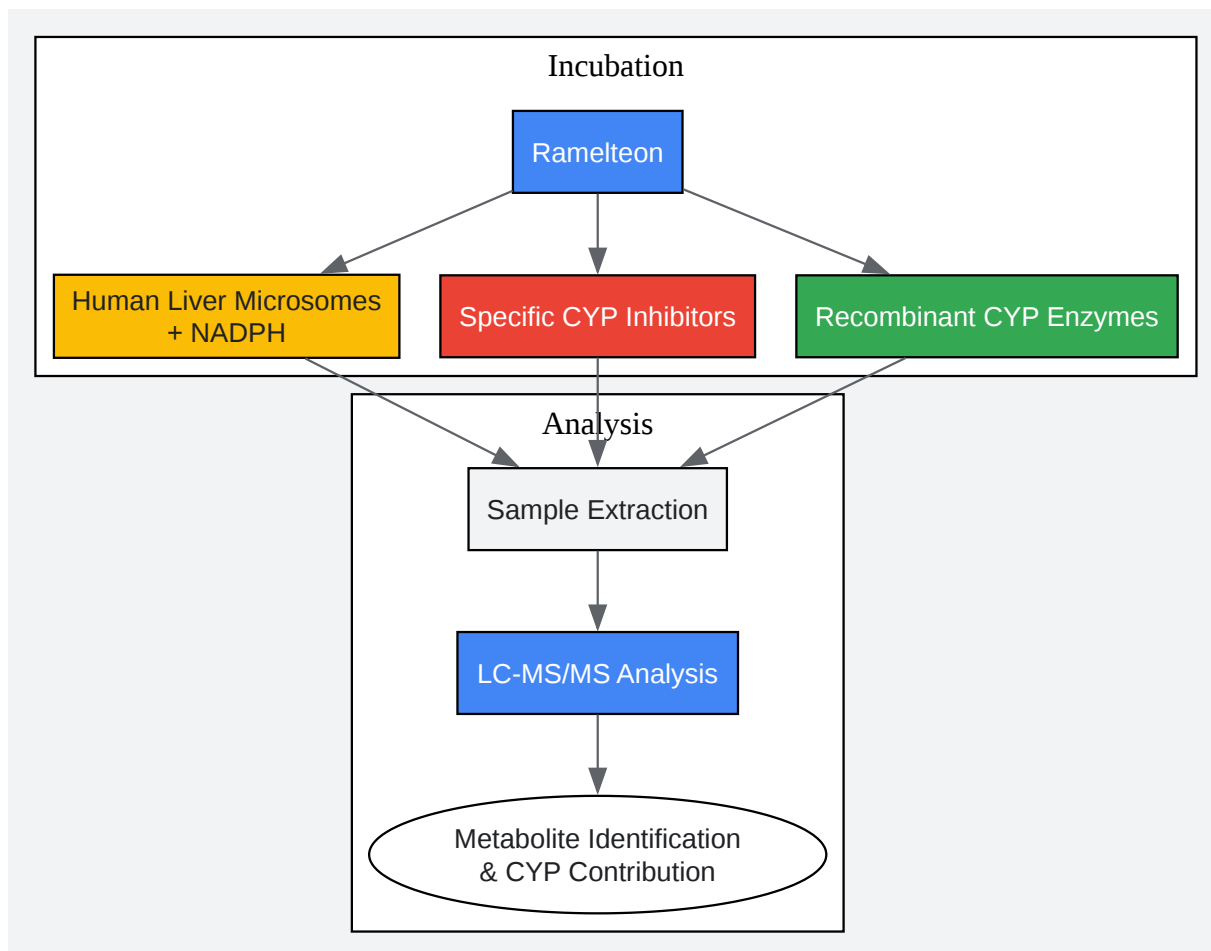 Incubation
Ramelteon
Human Liver Microsomes
+ NADPH
Specific CYP Inhibitors
Recombinant CYP Enzymes
Analysis
Sample Extraction
LC-MS/MS Analysis
Metabolite Identification
& CYP Contribution